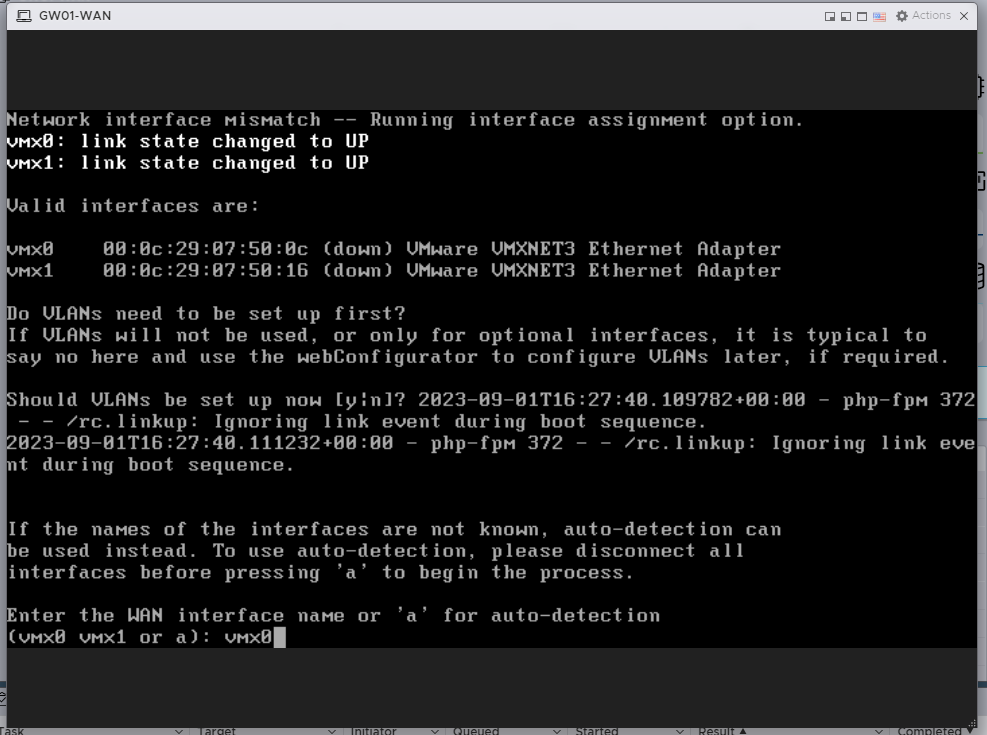 GW01-WAN
Actions
Network interface mismatch -- Running interface assignment option.
vmx0: link state changed to UP
vmx1: link state changed to UP
Valid interfaces are:
vmx0    00:0c:29:07:50:0c (down) VMware VMXNET3 Ethernet Adapter
vmx1    00:0c:29:07:50:16 (down) VMware VMXNET3 Ethernet Adapter
Do VLANs need to be set up first?
If VLANs will not be used, or only for optional interfaces, it is typical to
say no here and use the webConfigurator to configure VLANs later, if required.
Should VLANs be set up now [y|n]? 2023-09-01T16:27:40.109782+00:00 - php-fpm 372
 - - /rc.linkup: Ignoring link event during boot sequence.
2023-09-01T16:27:40.111232+00:00 - php-fpm 372 - - /rc.linkup: Ignoring link eve
nt during boot sequence.
If the names of the interfaces are not known, auto-detection can
be used instead. To use auto-detection, please disconnect all
interfaces before pressing 'a' to begin the process.
Enter the WAN interface name or 'a' for auto-detection
(vmx0 vmx1 or a): vmx0
Task Target Initiator Queued Started Result Completed